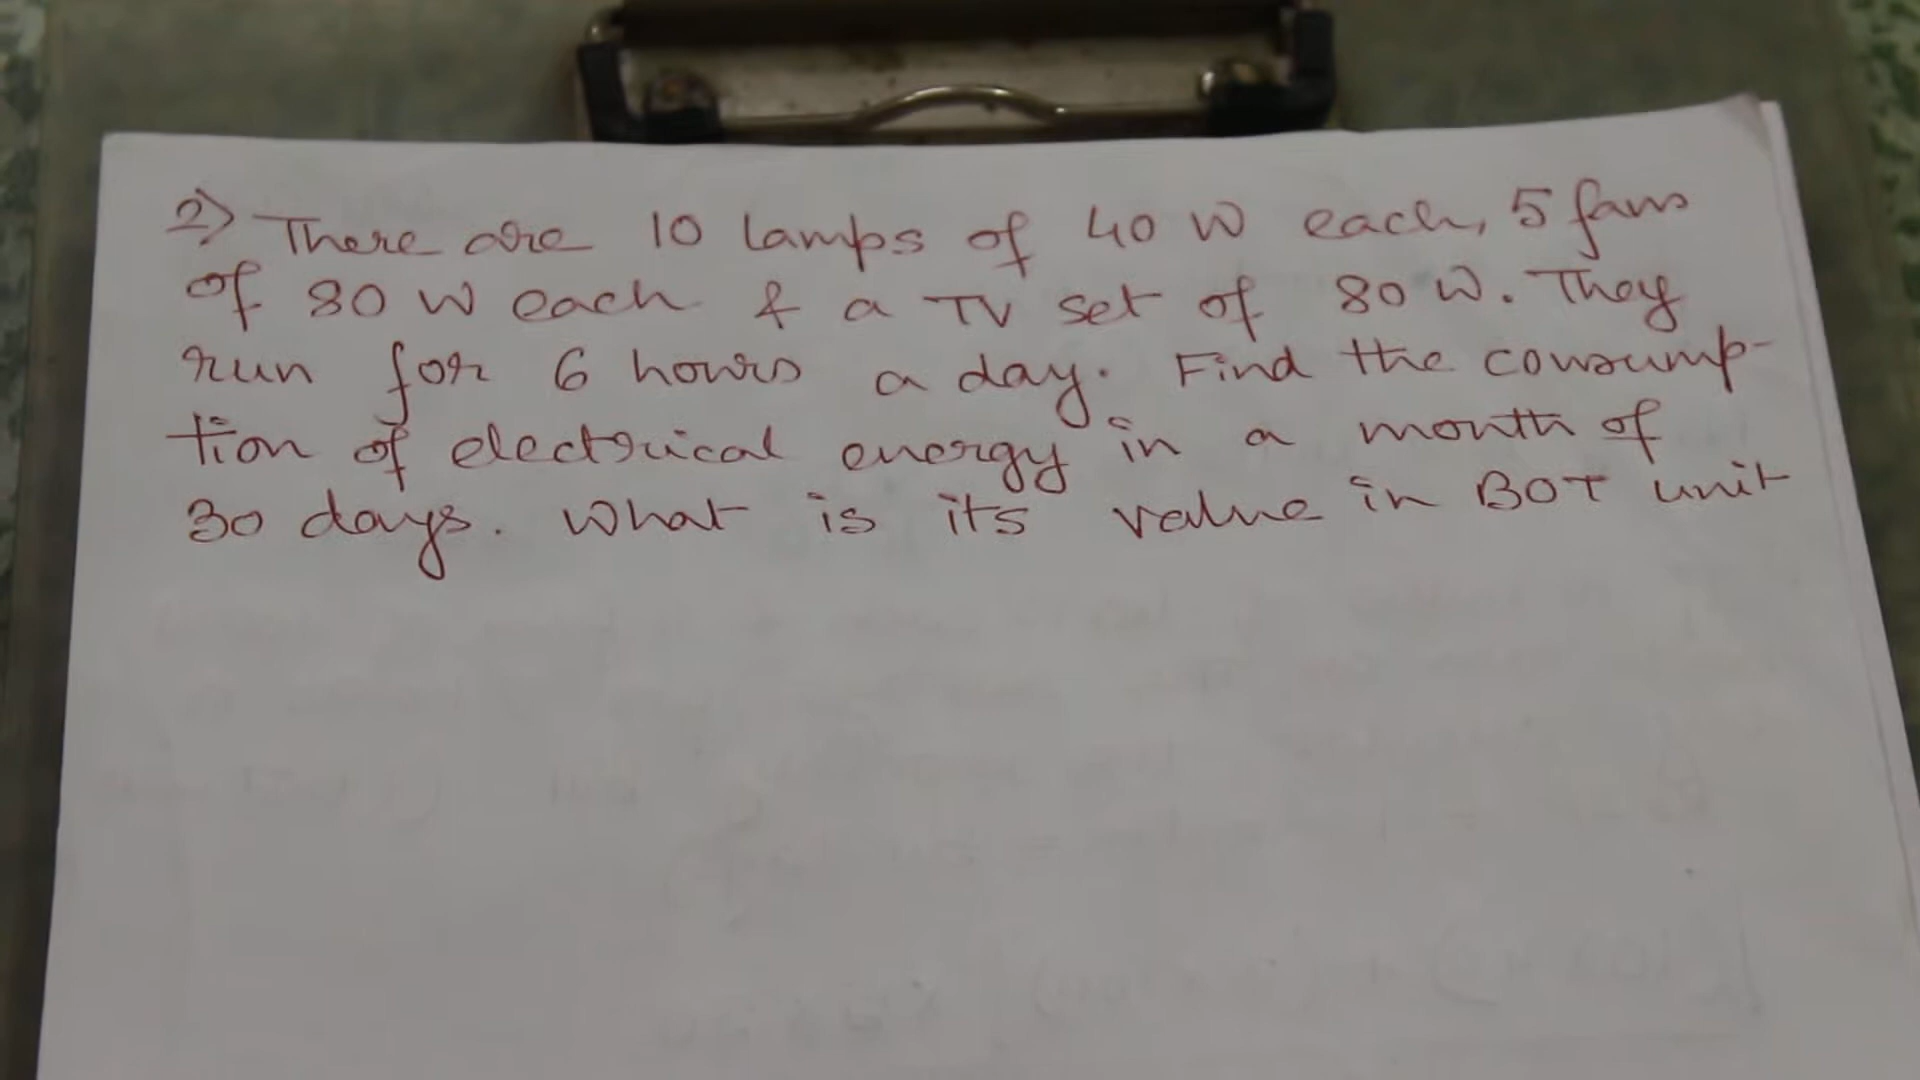 2) There are 10 lamps of 40 W each, 5 fans
of 80 W each & a TV set of 80 W. They
run for 6 hours a day. Find the consump-
tion of electrical energy in a month of
30 days. What is its value in BOT unit